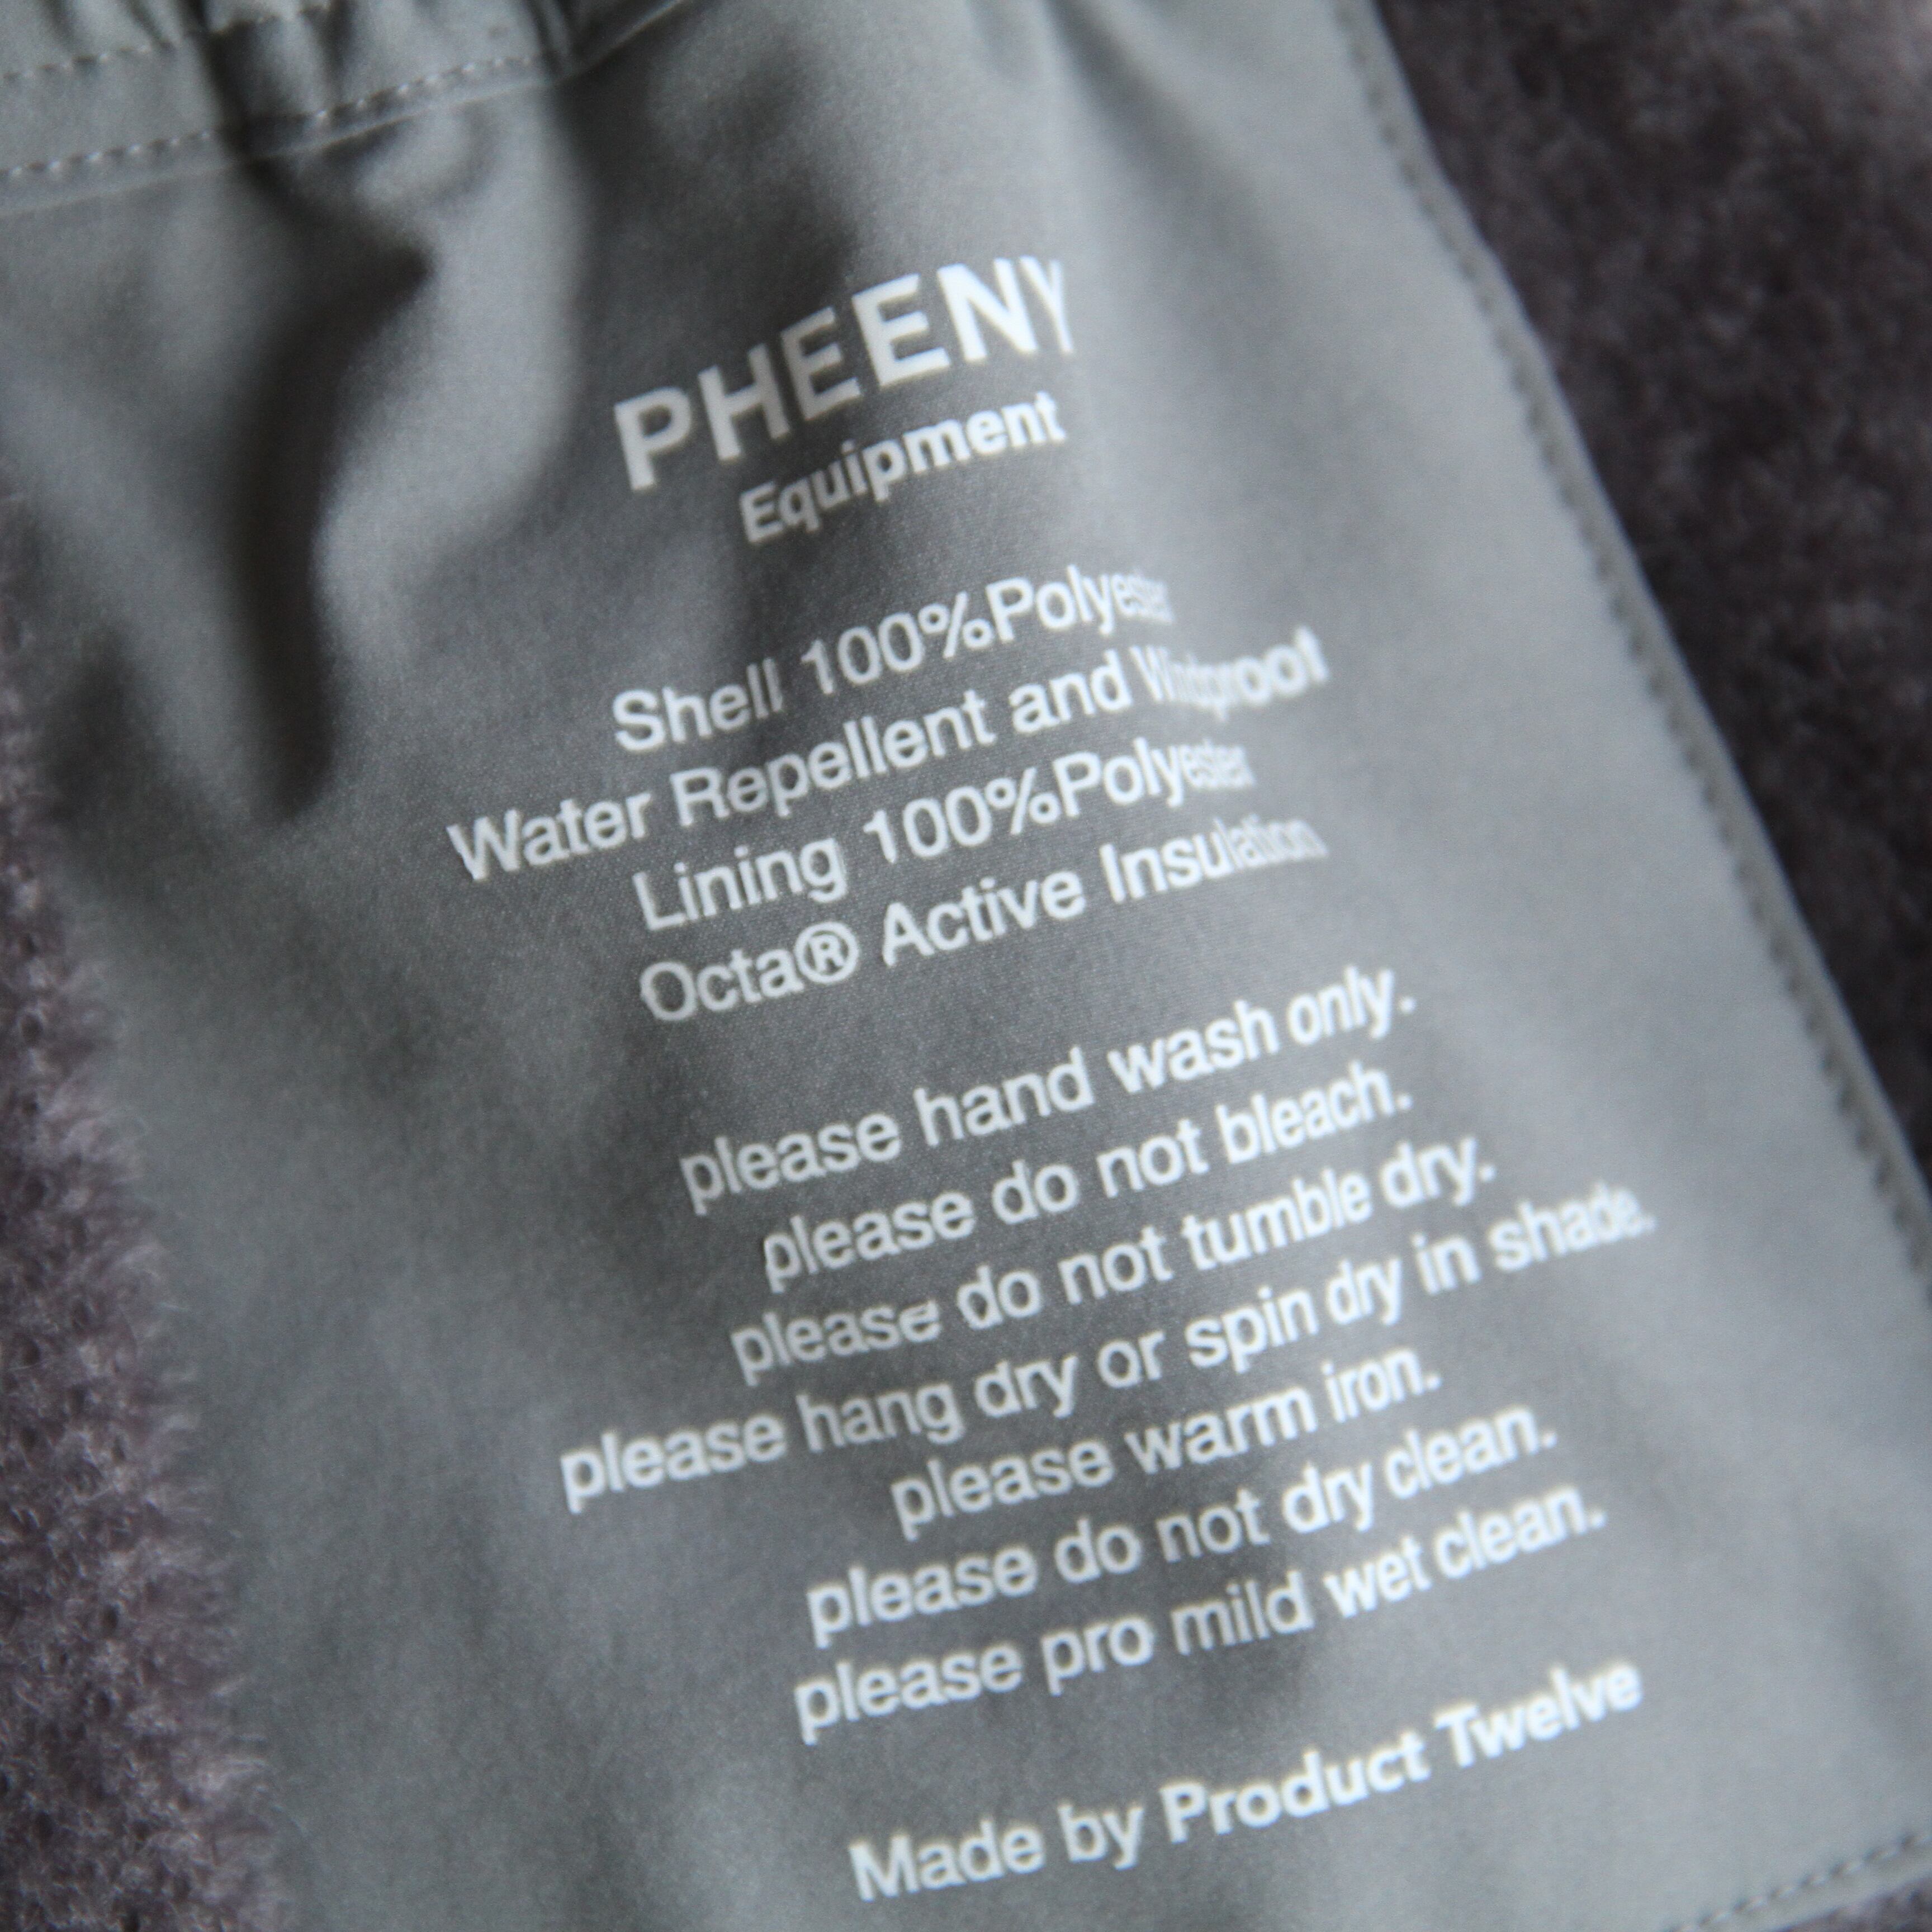 PHEENY
Equipment
Shell 100%Polyester
Water Repellent and Windproof
Lining 100%Polyester
Octa® Active Insulation
please hand wash only.
please do not bleach.
please do not tumble dry.
please hang dry or spin dry in shade.
please warm iron.
please do not dry clean.
please pro mild wet clean.
Made by Product Twelve